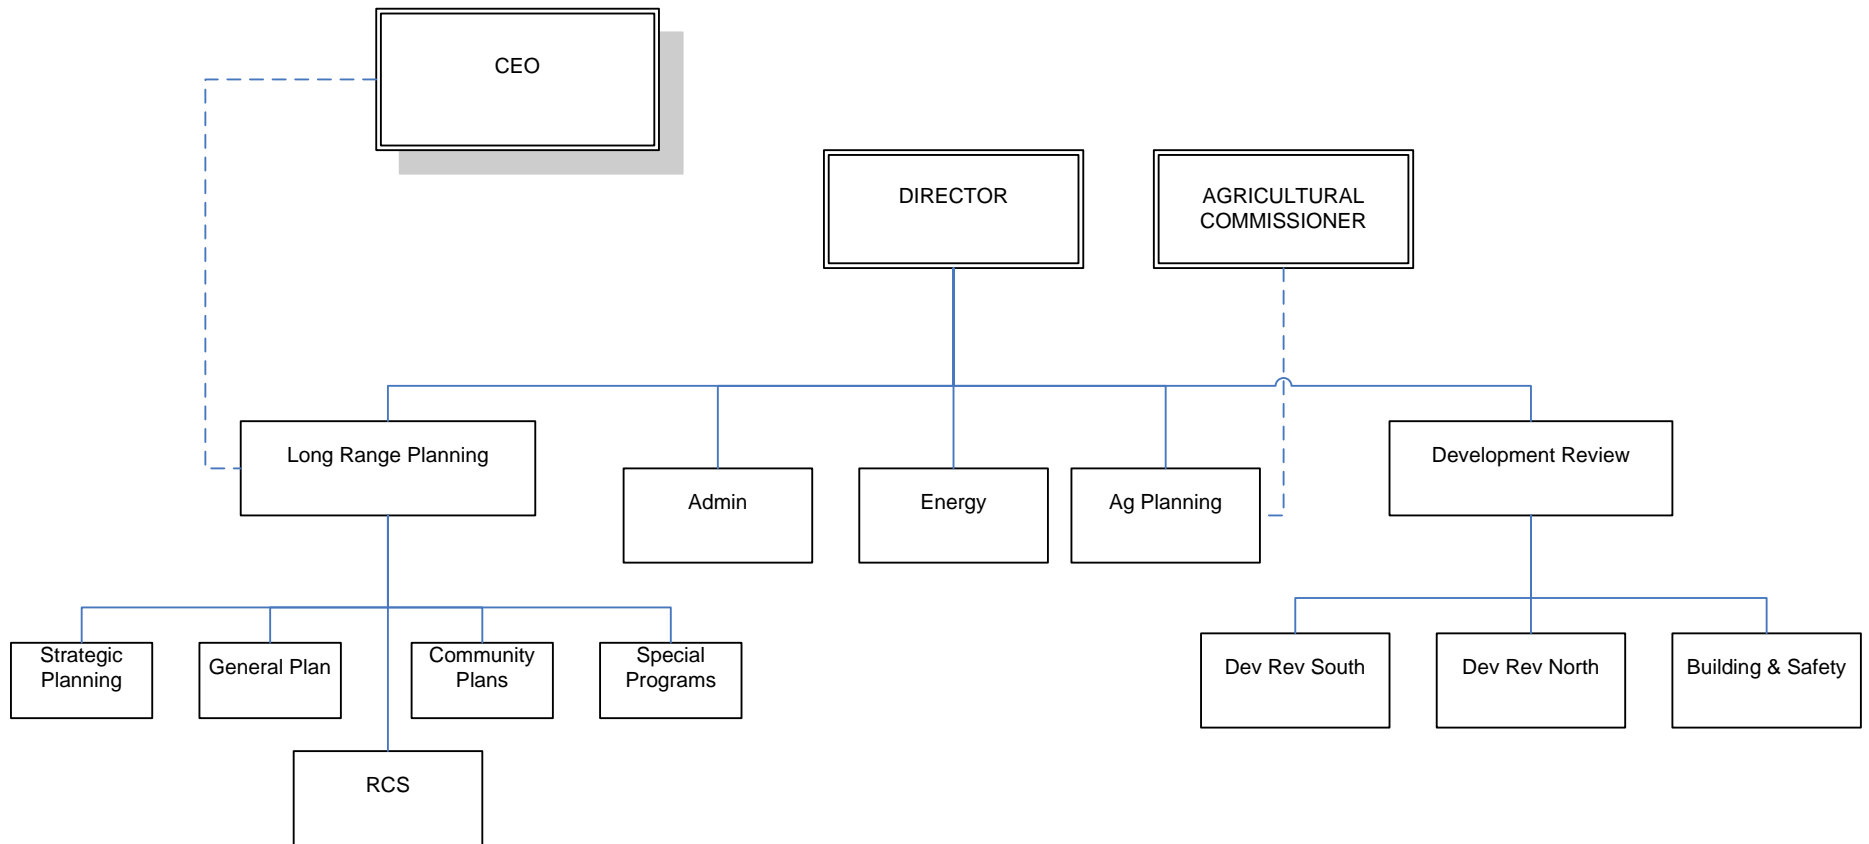 CEO
DIRECTOR
AGRICULTURAL
COMMISSIONER
Long Range Planning
Admin
Energy
Ag Planning
Development Review
Strategic
Planning
General Plan
Community
Plans
Special
Programs
Dev Rev South
Dev Rev North
Building & Safety
RCS